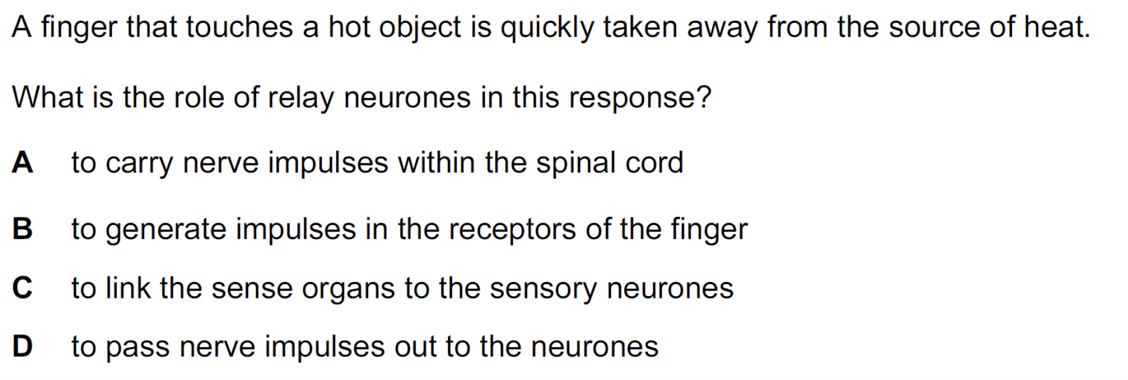 A finger that touches a hot object is quickly taken away from the source of heat.
What is the role of relay neurones in this response?
A to carry nerve impulses within the spinal cord
B to generate impulses in the receptors of the finger
C to link the sense organs to the sensory neurones
D to pass nerve impulses out to the neurones